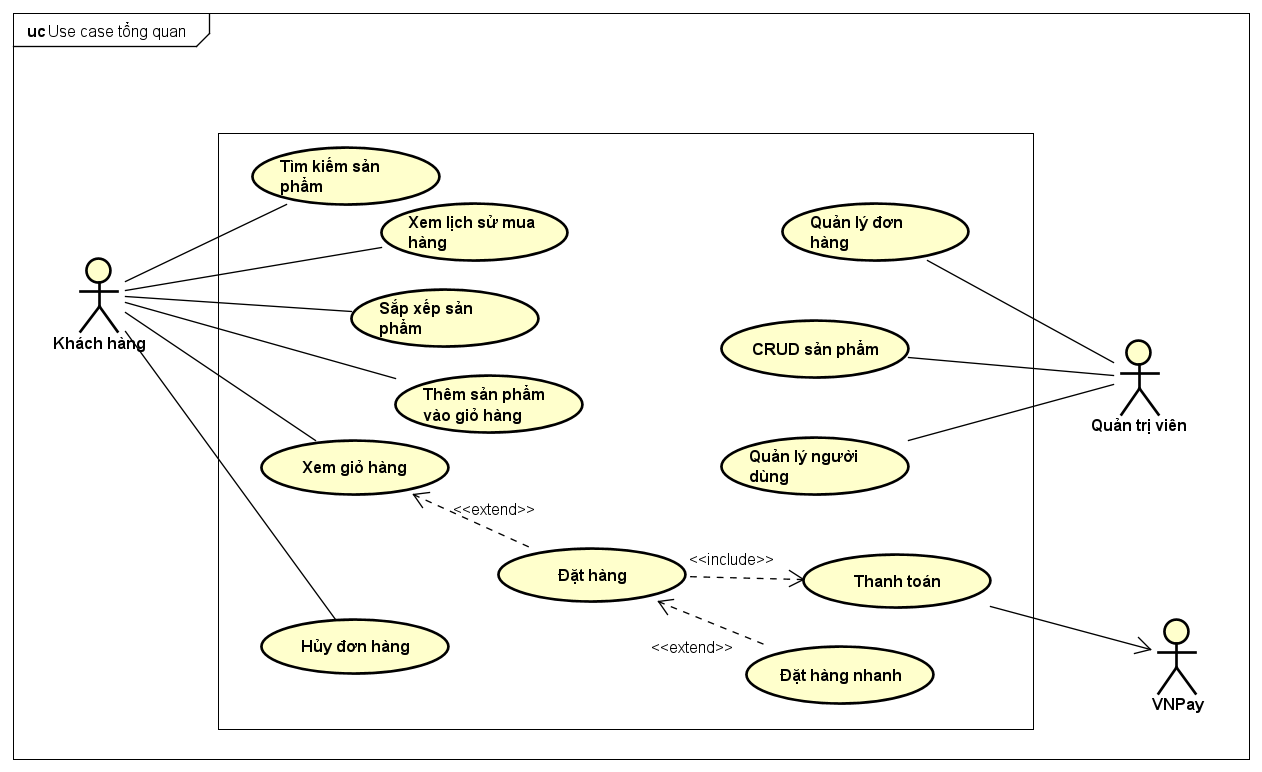 uc Use case tổng quan
Tìm kiếm sản
phẩm
Xem lịch sử mua
hàng
Quản lý đơn
hàng
Sắp xếp sản
phẩm
Khách hàng
CRUD sản phẩm
Thêm sản phẩm
vào giỏ hàng
Quản trị viên
Xem giỏ hàng
Quản lý người
dùng
<<extend>>
<<include>>
Đặt hàng
Thanh toán
Hủy đơn hàng
<<extend>>
Đặt hàng nhanh
VNPay